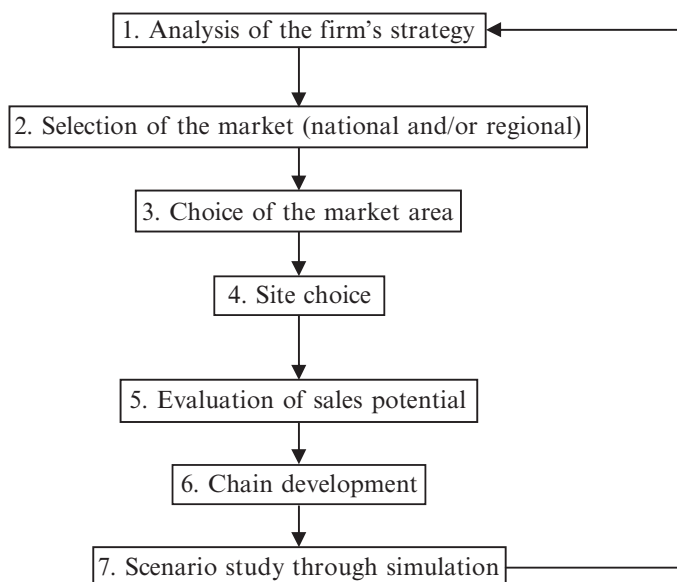 1. Analysis of the firm's strategy
2. Selection of the market (national and/or regional)
3. Choice of the market area
4. Site choice
5. Evaluation of sales potential
6. Chain development
7. Scenario study through simulation